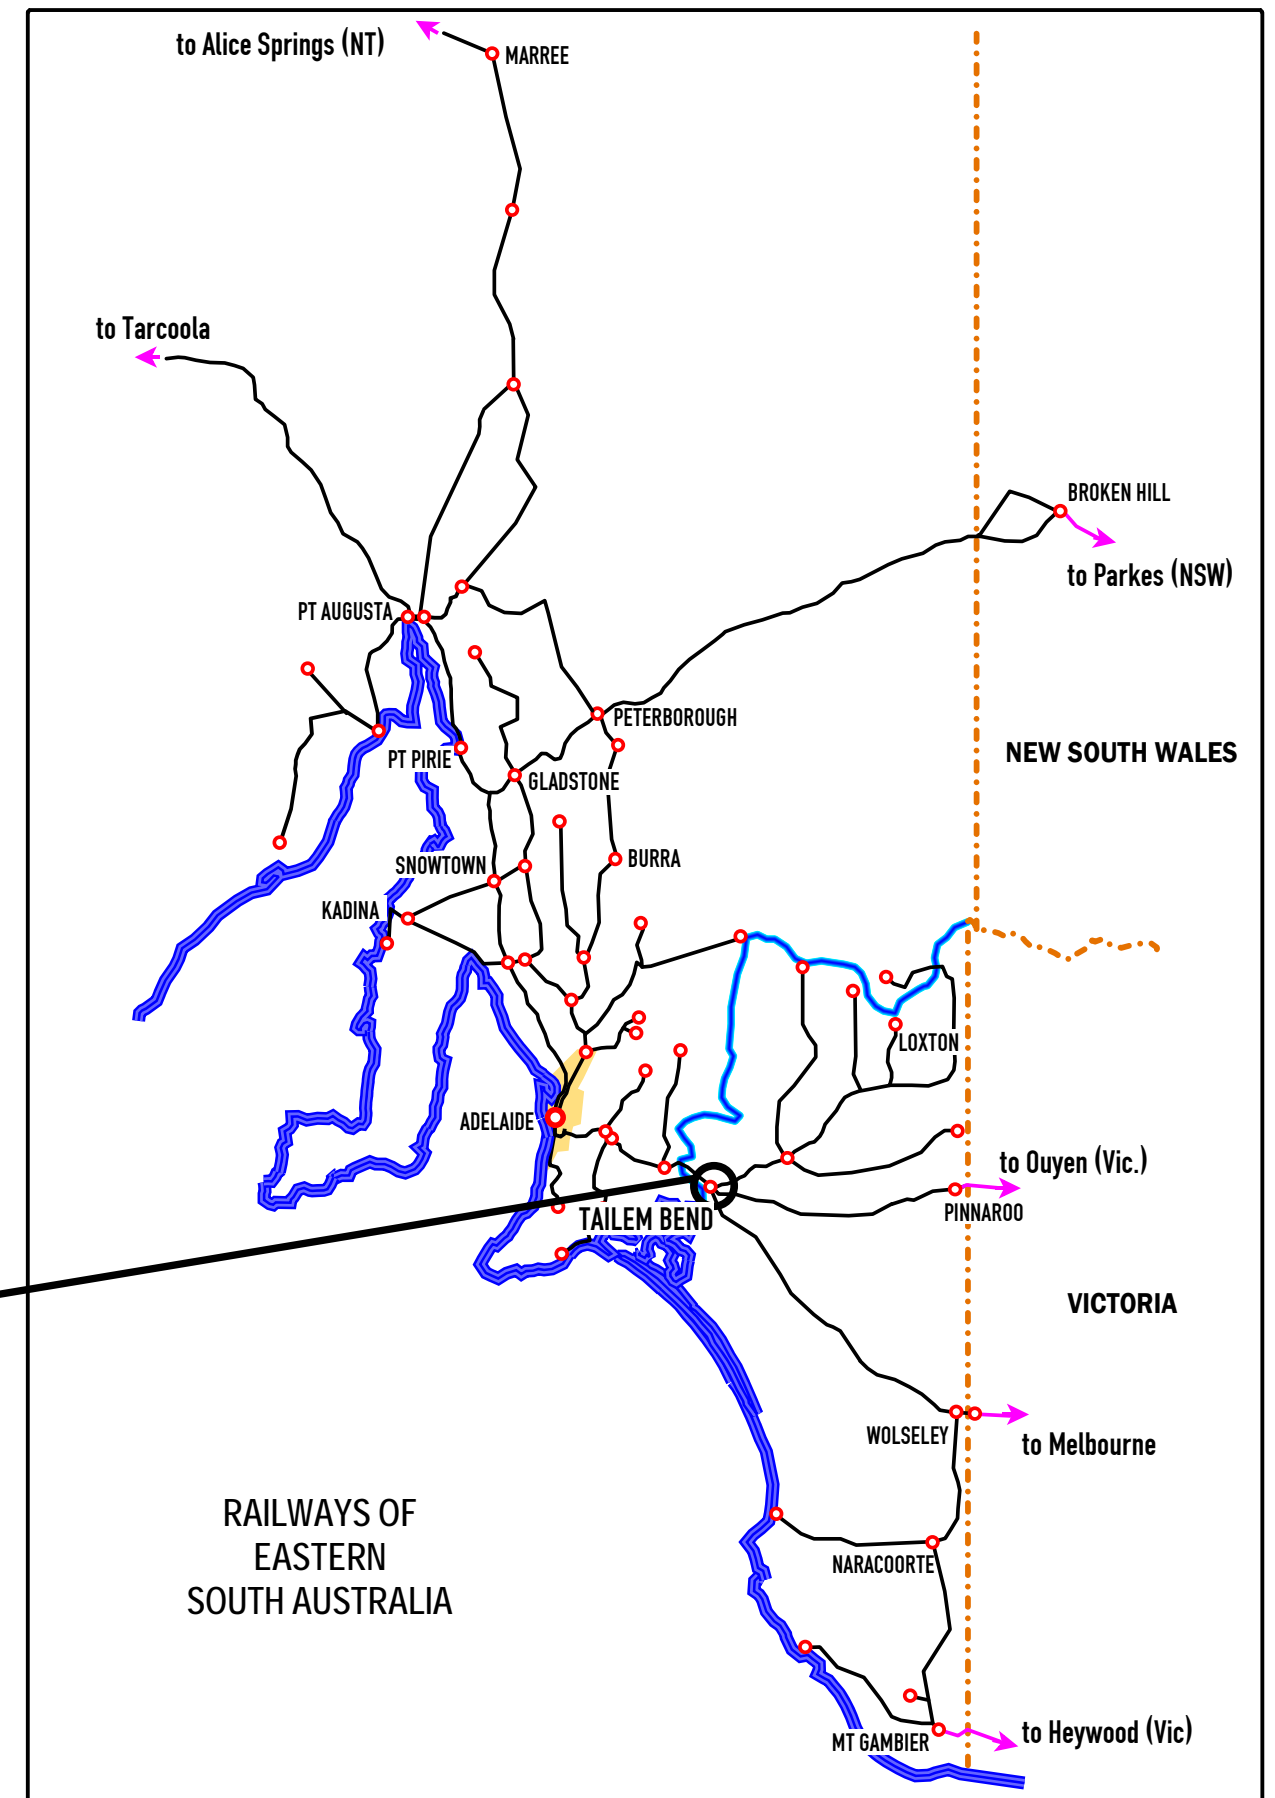 to Alice Springs (NT)
MARREE
to Tarcoola
BROKEN HILL
to Parkes (NSW)
PT AUGUSTA
PETERBOROUGH
NEW SOUTH WALES
PT PIRIE
GLADSTONE
SNOWTOWN
BURRA
KADINA
LOXTON
ADELAIDE
to Ouyen (Vic.)
PINNAROO
TAILEM BEND
VICTORIA
WOLSELEY
to Melbourne
RAILWAYS OF
EASTERN
SOUTH AUSTRALIA
NARACOORTE
to Heywood (Vic)
MT GAMBIER